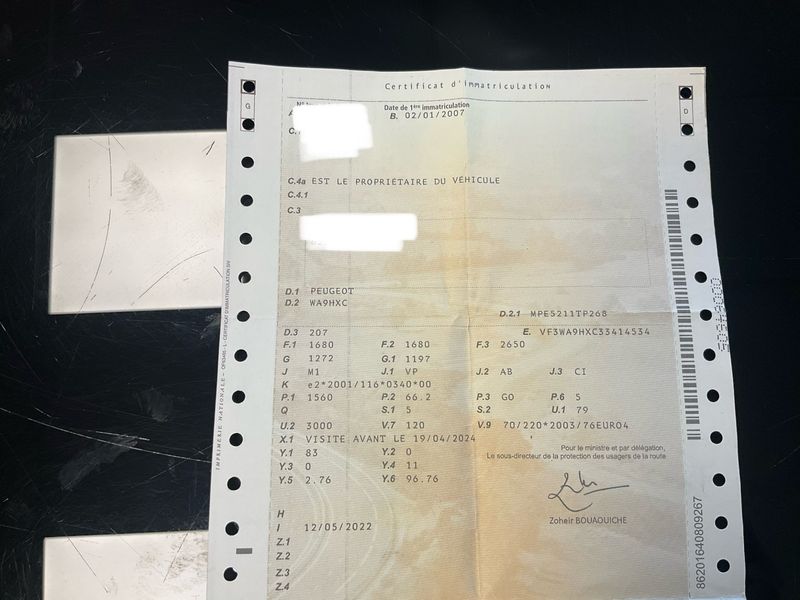 Certificat d'immatriculation
G
D
Date de 1ère immatriculation
B. 02/01/2007
C.4a EST LE PROPRIÉTAIRE DU VÉHICULE
C.4.1
C.3
D.1 PEUGEOT
D.2 WA9HXC
D.2.1 MPE5211TP268
D.3 207 E. VF3WA9HXC33414534
F.1 1680 F.2 1680 F.3 2650
G 1272 G.1 1197
J M1 J.1 VP J.2 AB J.3 CI
K e2*2001/116*0340*00
P.1 1560 P.2 66.2 P.3 GO P.6 5
Q S.1 5 S.2 U.1 79
U.2 3000 V.7 120 V.9 70/220*2003/76EURO4
X.1 VISITE AVANT LE 19/04/2024
Y.1 83 Y.2 0
Y.3 0 Y.4 11
Y.5 2.76 Y.6 96.76
Pour le ministre et par délégation,
Le sous-directeur de la protection des usagers de la route
Zoheir BOUAOUICHE
H
I 12/05/2022
Z.1
Z.2
Z.3
Z.4
86201640809267